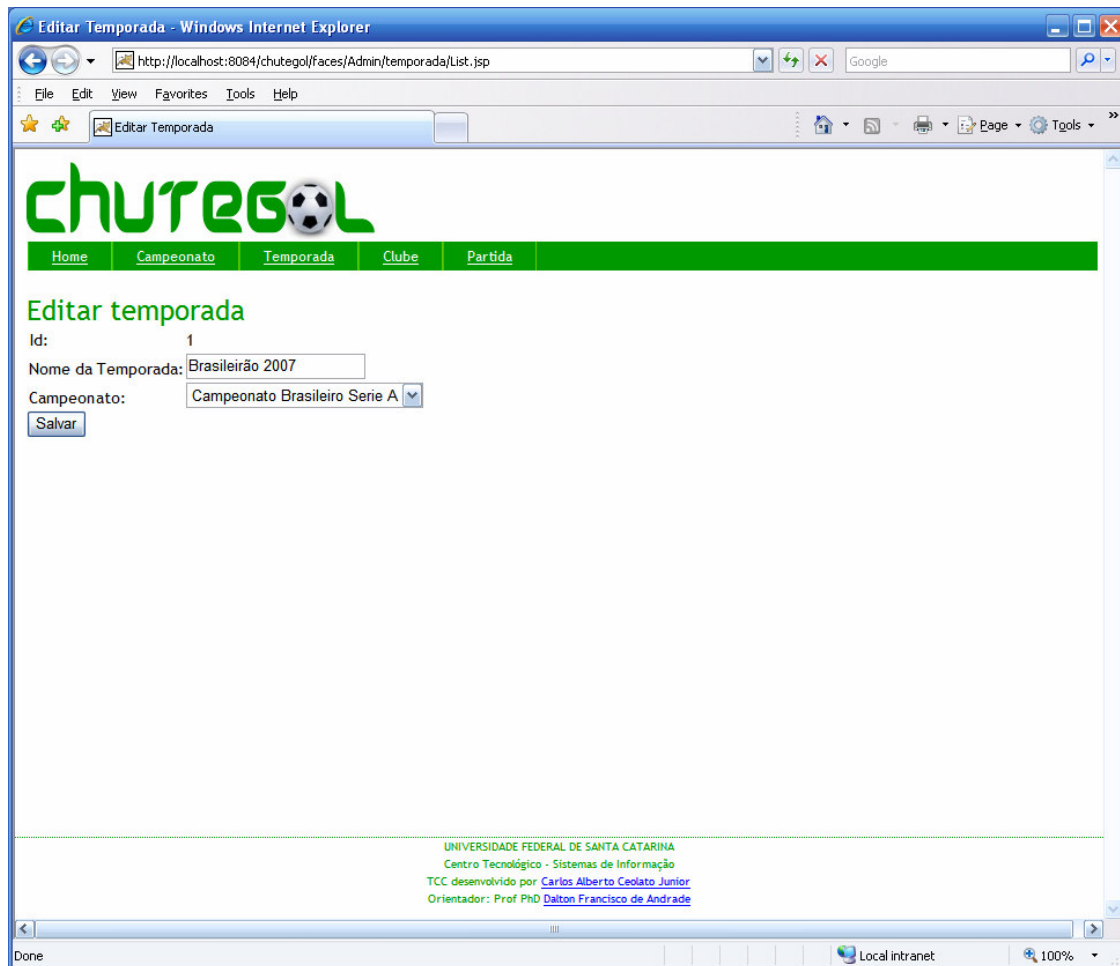 Editar Temporada - Windows Internet Explorer
http://localhost:8084/chutegol/faces/Admin/temporada/List.jsp
Google
File Edit View Favorites Tools Help
Editar Temporada
Page Tools »
chutegol
Home Campeonato Temporada Clube Partida
Editar temporada
Id: 1
Nome da Temporada: Brasileirão 2007
Campeonato: Campeonato Brasileiro Serie A
Salvar
UNIVERSIDADE FEDERAL DE SANTA CATARINA
Centro Tecnológico - Sistemas de Informação
TCC desenvolvido por Carlos Alberto Ceolato Junior
Orientador: Prof PhD Dalton Francisco de Andrade
Done Local intranet 100%